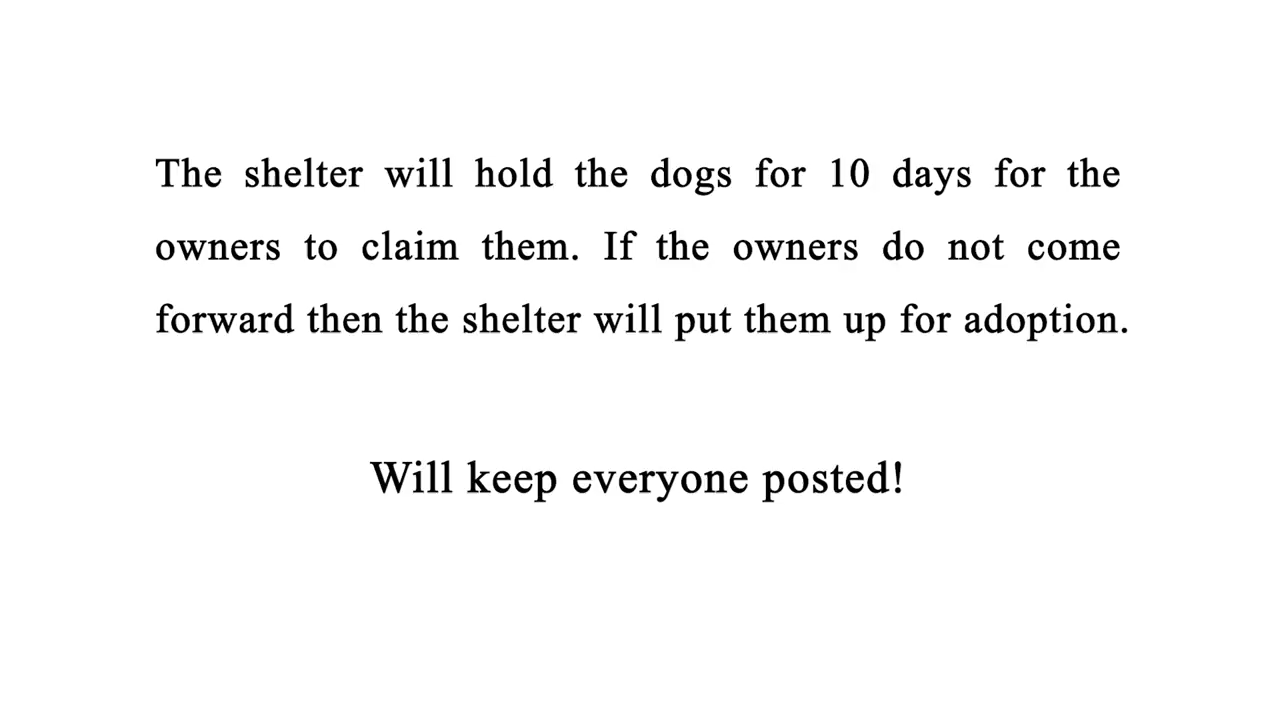 The shelter will hold the dogs for 10 days for the
owners to claim them. If the owners do not come
forward then the shelter will put them up for adoption.
Will keep everyone posted!